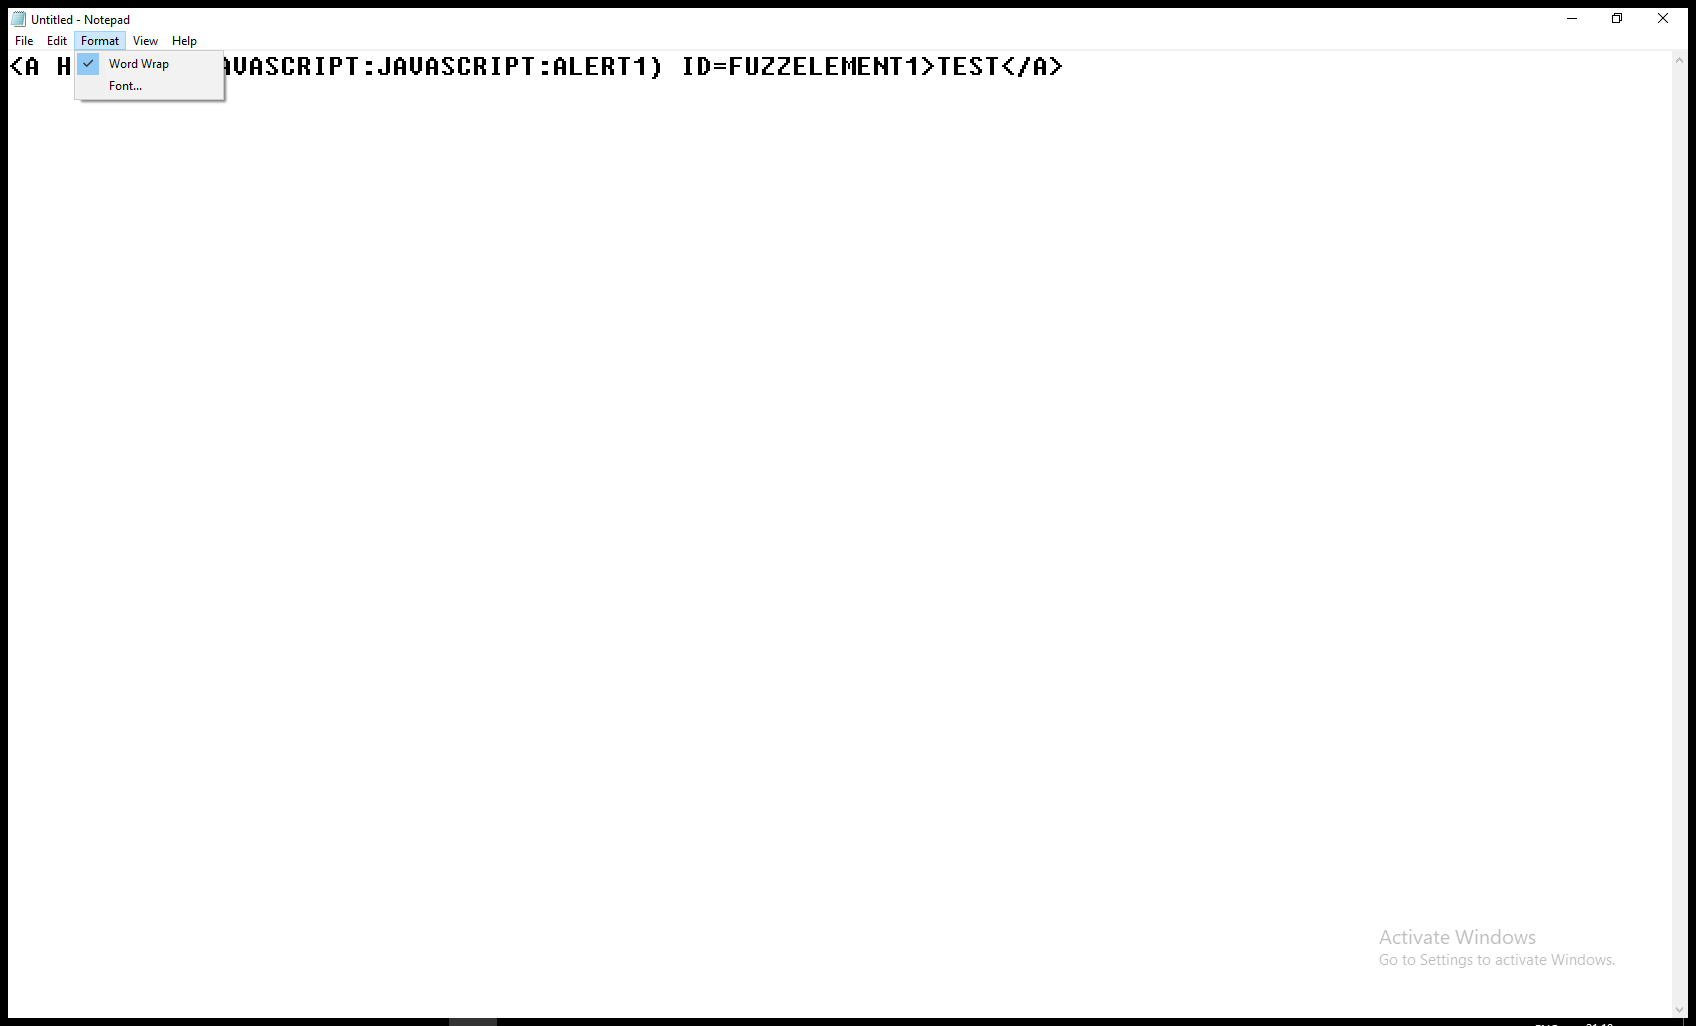 Untitled - Notepad
File Edit Format View Help
<A H AVASCRIPT:JAVASCRIPT:ALERT1) ID=FUZZELEMENT1>TEST</A>
Word Wrap
Font...
Activate Windows
Go to Settings to activate Windows.